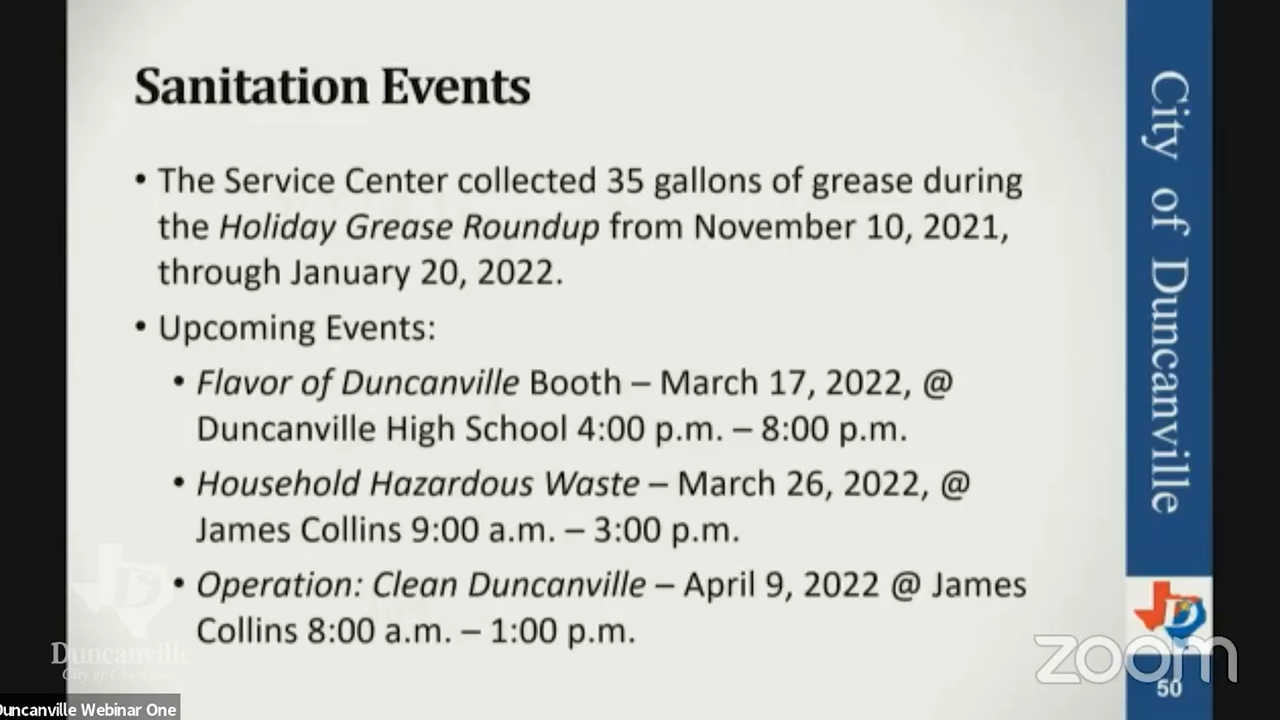 Sanitation Events
• The Service Center collected 35 gallons of grease during
the Holiday Grease Roundup from November 10, 2021,
through January 20, 2022.
• Upcoming Events:
• Flavor of Duncanville Booth – March 17, 2022, @
Duncanville High School 4:00 p.m. – 8:00 p.m.
• Household Hazardous Waste – March 26, 2022, @
James Collins 9:00 a.m. – 3:00 p.m.
• Operation: Clean Duncanville – April 9, 2022 @ James
Collins 8:00 a.m. – 1:00 p.m.
City of Duncanville
D
zoom
50
D
Duncanville
City of Champions
Duncanville Webinar One